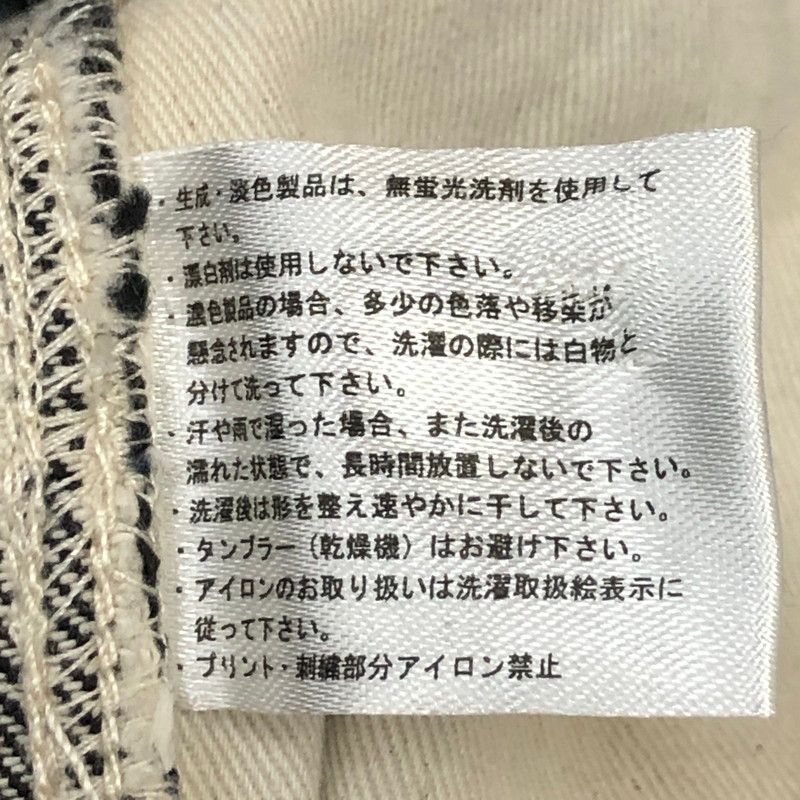 ・生成・淡色製品は、無蛍光洗剤を使用して
下さい。
・漂白剤は使用しないで下さい。
・濃色製品の場合、多少の色落や移染が
懸念されますので、洗濯の際には白物と
分けて洗って下さい。
・汗や雨で湿った場合、また洗濯後の
濡れた状態で、長時間放置しないで下さい。
・洗濯後は形を整え速やかに干して下さい。
・タンブラー(乾燥機)はお避け下さい。
・アイロンのお取り扱いは洗濯取扱絵表示に
従って下さい。
・プリント・刺繍部分アイロン禁止